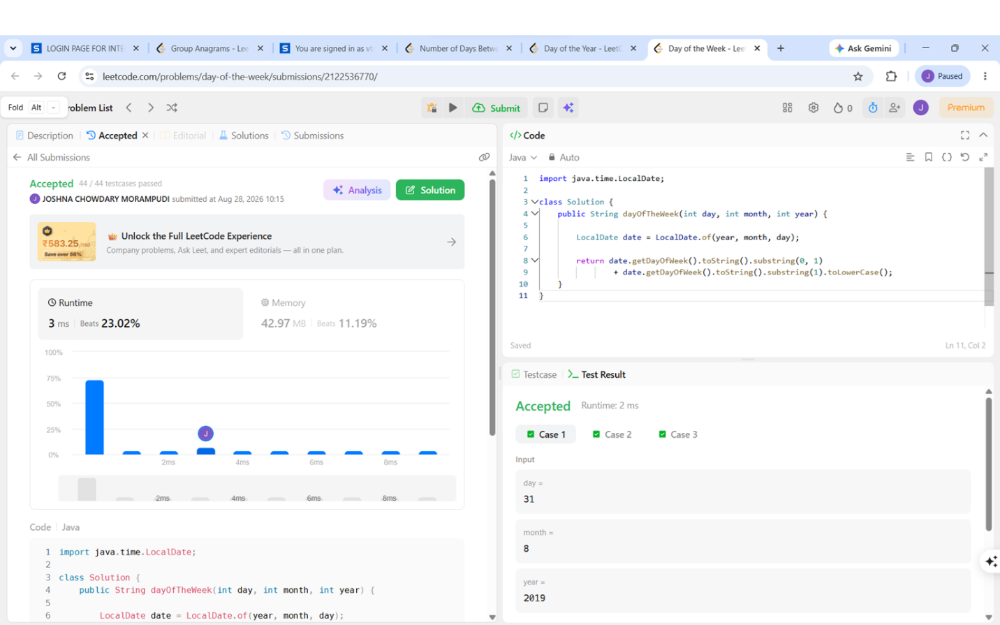 LOGIN PAGE FOR INTE
Group Anagrams - Lee
You are signed in as vt
Number of Days Betwe
Day of the Year - LeetC
Day of the Week - Lee
Ask Gemini
leetcode.com/problems/day-of-the-week/submissions/2122536770/
J Paused
Fold Alt -
roblem List
Submit
0
J
Premium
Description
Accepted
Editorial
Solutions
Submissions
All Submissions
Accepted 44 / 44 testcases passed
J JOSHNA CHOWDARY MORAMPUDI submitted at Aug 28, 2026 10:15
Analysis
Solution
₹583.25/mo
Save over 56%
Unlock the Full LeetCode Experience
Company problems, Ask Leet, and expert editorials — all in one plan.
Runtime
3 ms Beats 23.02%
Memory
42.97 MB Beats 11.19%
100%
75%
50%
25%
0%
J
2ms 4ms 6ms 8ms
2ms 4ms 6ms 8ms
Code Java
1 import java.time.LocalDate;
2
3 class Solution {
4 public String dayOfTheWeek(int day, int month, int year) {
5
6 LocalDate date = LocalDate.of(year, month, day);
</> Code
Java Auto
1 import java.time.LocalDate;
2
3 class Solution {
4 public String dayOfTheWeek(int day, int month, int year) {
5
6 LocalDate date = LocalDate.of(year, month, day);
7
8 return date.getDayOfWeek().toString().substring(0, 1)
9 + date.getDayOfWeek().toString().substring(1).toLowerCase();
10 }
11 }
Saved
Ln 11, Col 2
Testcase
Test Result
Accepted Runtime: 2 ms
Case 1
Case 2
Case 3
Input
day =
31
month =
8
year =
2019